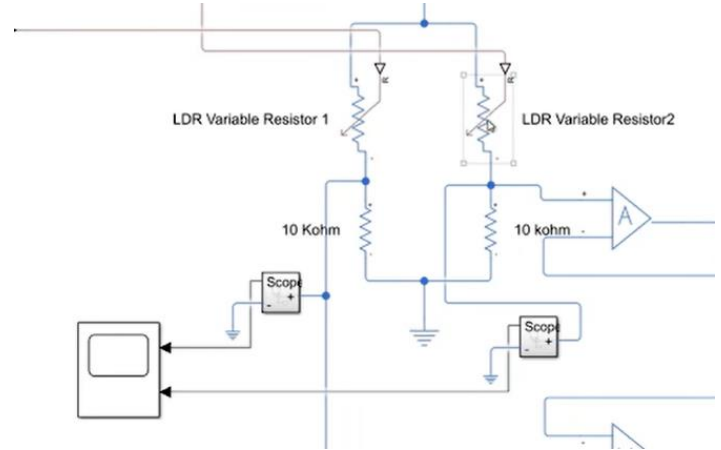 R
R
LDR Variable Resistor 1
LDR Variable Resistor2
10 Kohm
10 kohm
A
Scope
Scope